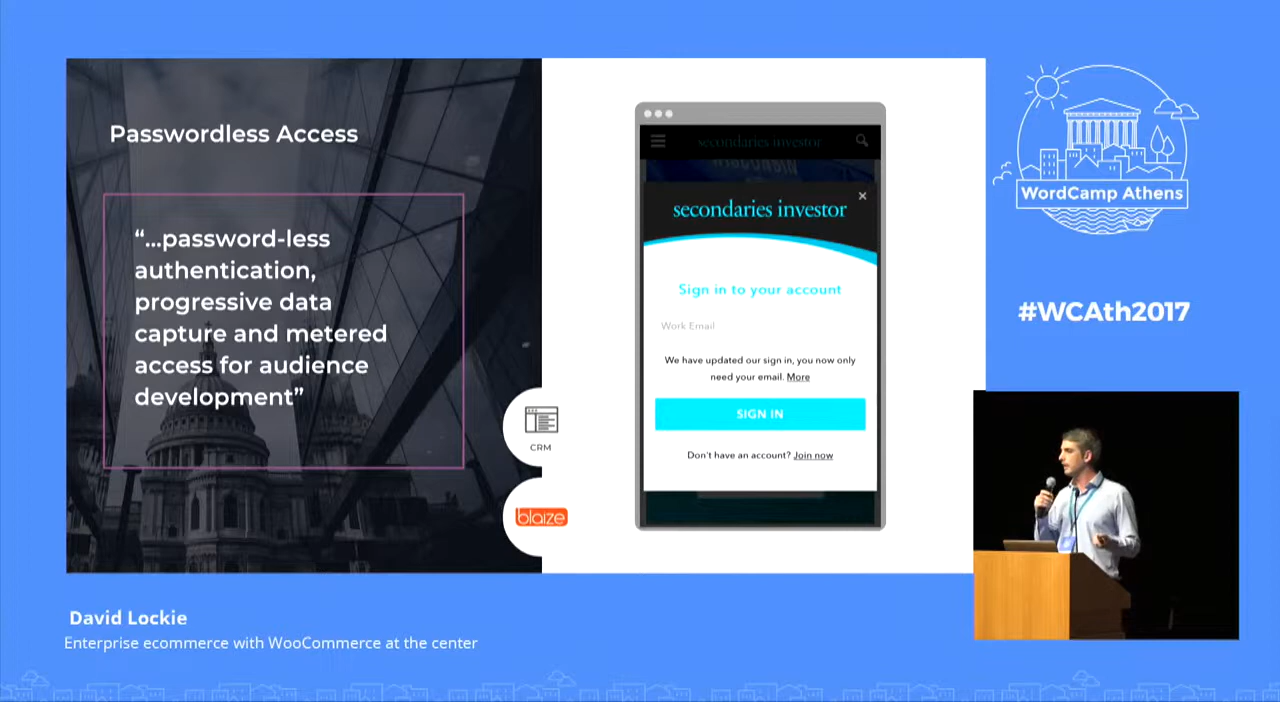 Passwordless Access
“...password-less
authentication,
progressive data
capture and metered
access for audience
development”
CRM
blaize
secondaries investor
secondaries investor
×
Sign in to your account
Work Email
We have updated our sign in, you now only
need your email. More
SIGN IN
Don't have an account? Join now
WordCamp Athens
#WCAth2017
David Lockie
Enterprise ecommerce with WooCommerce at the center